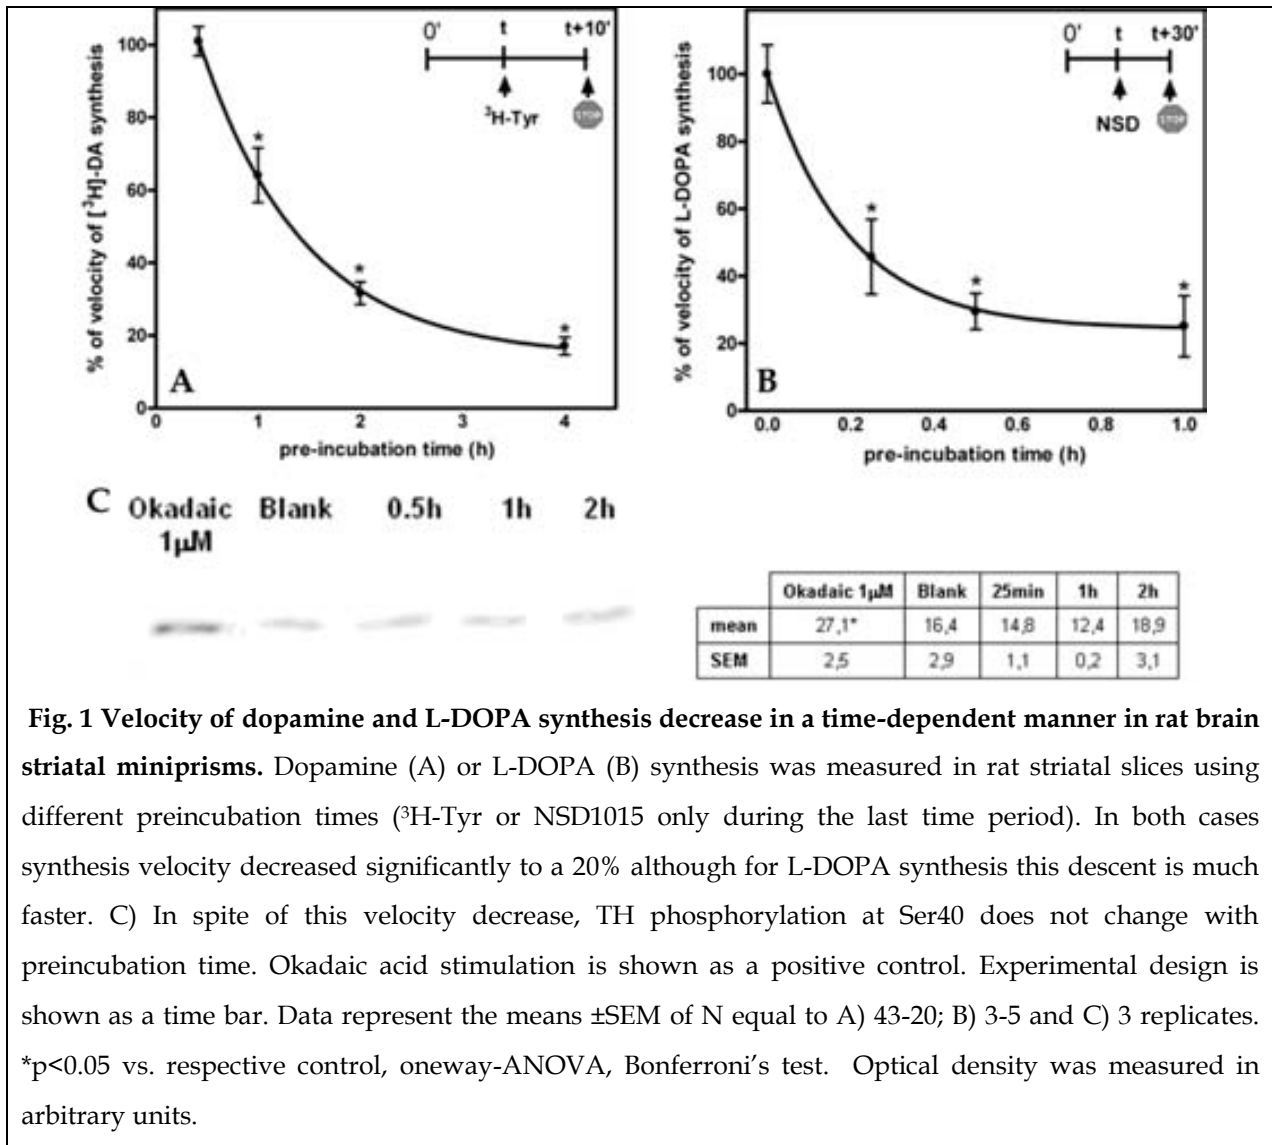 % of velocity of [³H]-DA synthesis
100
80
60
40
20
0
0' t t+10'
³H-Tyr
STOP
*
*
*
A
0 1 2 3 4
pre-incubation time (h)
% of velocity of L-DOPA synthesis
100
80
60
40
20
0
0' t t+30'
NSD
STOP
*
*
*
B
0.0 0.2 0.4 0.6 0.8 1.0
pre-incubation time (h)
C
Okadaic Blank 0.5h 1h 2h
1µM
Okadaic 1µM Blank 25min 1h 2h
mean 27,1* 16,4 14,8 12,4 18,9
SEM 2,5 2,9 1,1 0,2 3,1
Fig. 1 Velocity of dopamine and L-DOPA synthesis decrease in a time-dependent manner in rat brain
striatal miniprisms. Dopamine (A) or L-DOPA (B) synthesis was measured in rat striatal slices using
different preincubation times (³H-Tyr or NSD1015 only during the last time period). In both cases
synthesis velocity decreased significantly to a 20% although for L-DOPA synthesis this descent is much
faster. C) In spite of this velocity decrease, TH phosphorylation at Ser40 does not change with
preincubation time. Okadaic acid stimulation is shown as a positive control. Experimental design is
shown as a time bar. Data represent the means ±SEM of N equal to A) 43-20; B) 3-5 and C) 3 replicates.
*p<0.05 vs. respective control, oneway-ANOVA, Bonferroni's test. Optical density was measured in
arbitrary units.